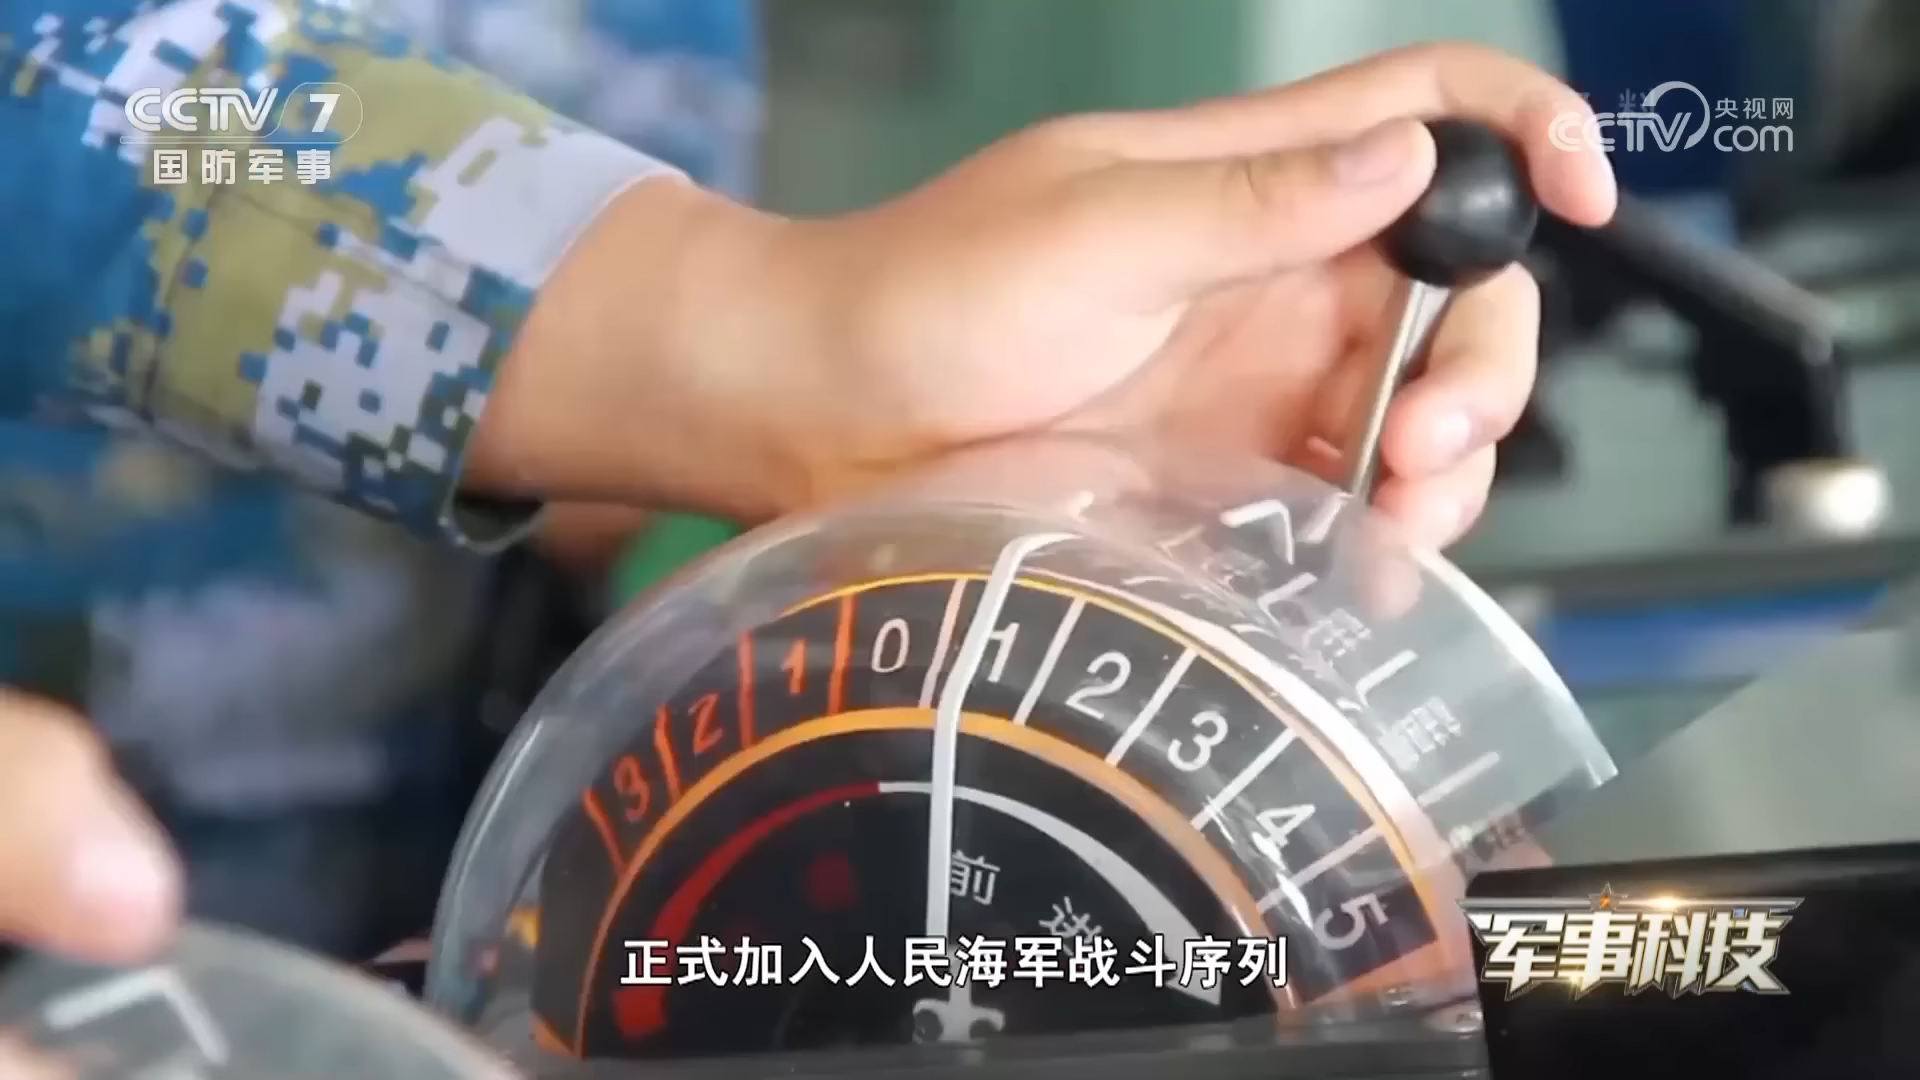 CCTV 7
国防军事
央视网
CCTV.com
3 2 1 0 1 2 3 4 5
前进
正式加入人民海军战斗序列
军事科技